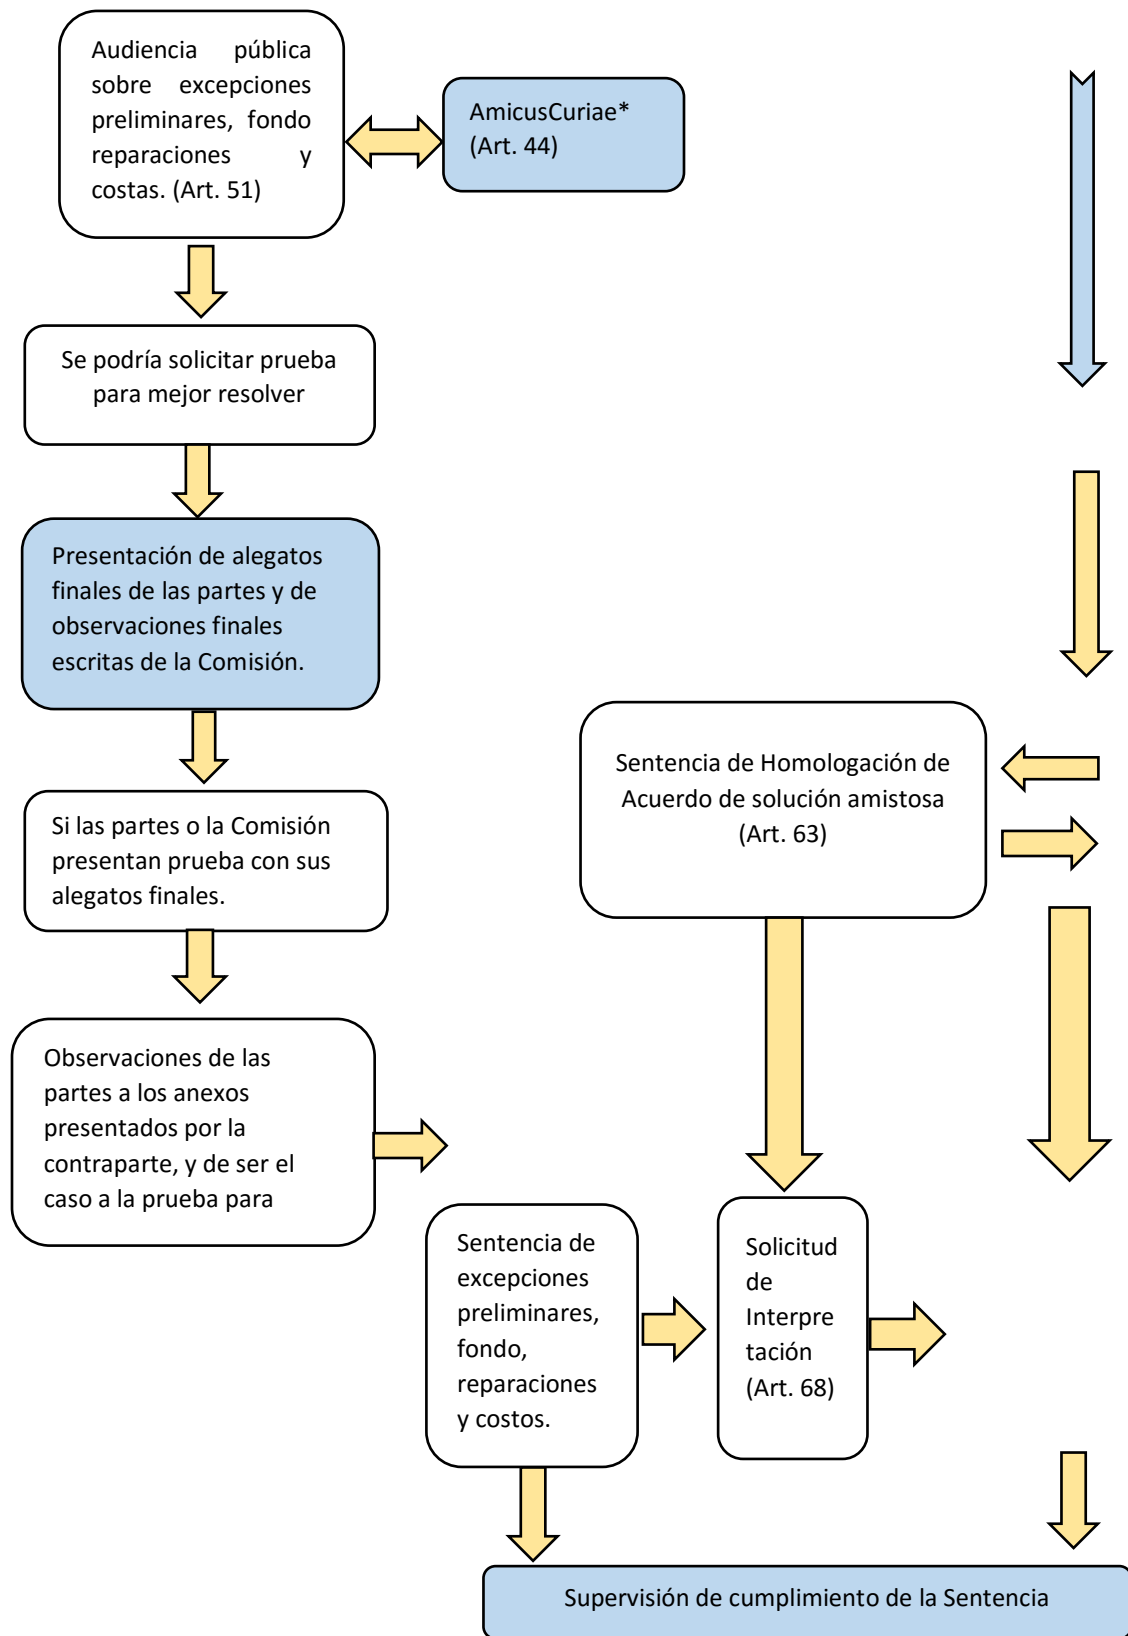 Audiencia pública
sobre excepciones
preliminares, fondo
reparaciones y
costas. (Art. 51)
AmicusCuriae*
(Art. 44)
Se podría solicitar prueba
para mejor resolver
Presentación de alegatos
finales de las partes y de
observaciones finales
escritas de la Comisión.
Si las partes o la Comisión
presentan prueba con sus
alegatos finales.
Sentencia de Homologación de
Acuerdo de solución amistosa
(Art. 63)
Observaciones de las
partes a los anexos
presentados por la
contraparte, y de ser el
caso a la prueba para
Sentencia de
excepciones
preliminares,
fondo,
reparaciones
y costos.
Solicitud
de
Interpre
tación
(Art. 68)
Supervisión de cumplimiento de la Sentencia